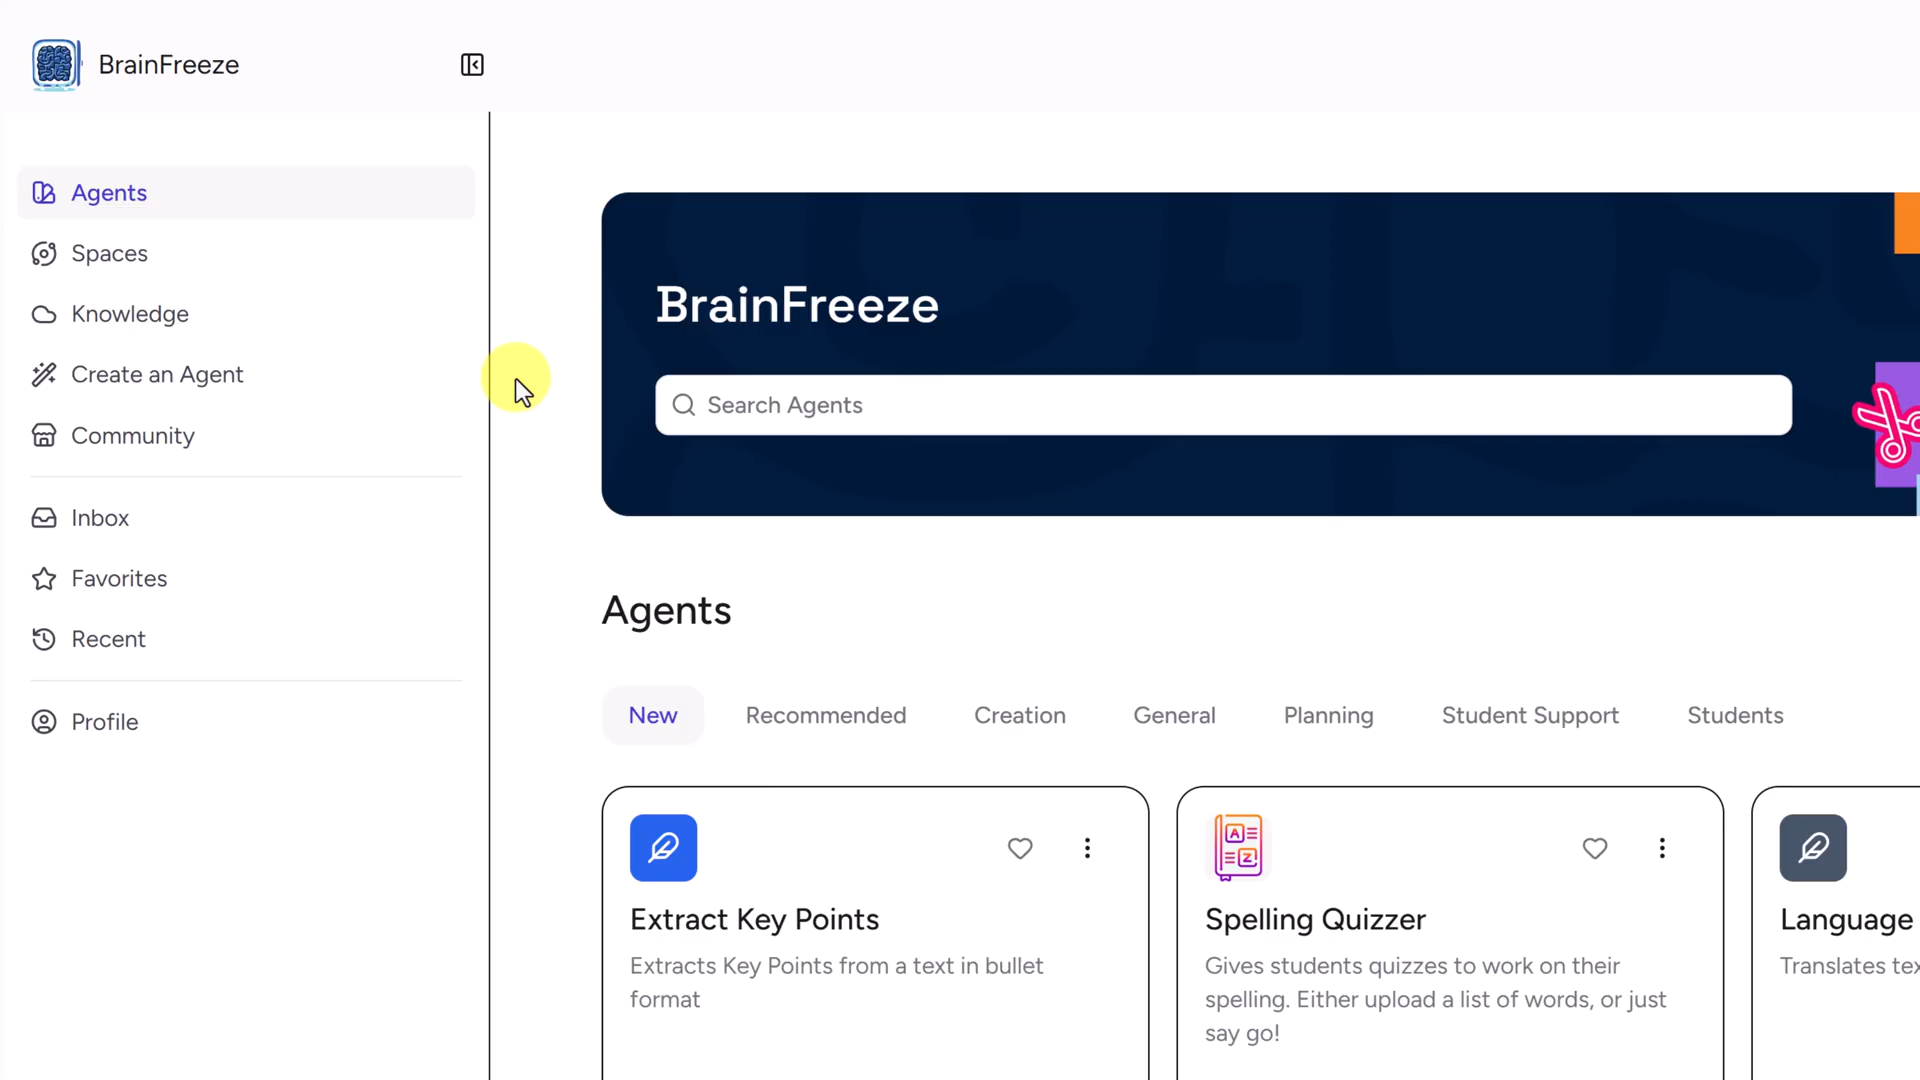 BrainFreeze
Agents
Spaces
Knowledge
Create an Agent
Community
Inbox
Favorites
Recent
Profile
BrainFreeze
Search Agents
Agents
New
Recommended
Creation
General
Planning
Student Support
Students
Extract Key Points
Extracts Key Points from a text in bullet
format
A
Z
Spelling Quizzer
Gives students quizzes to work on their
spelling. Either upload a list of words, or just
say go!
Language
Translates